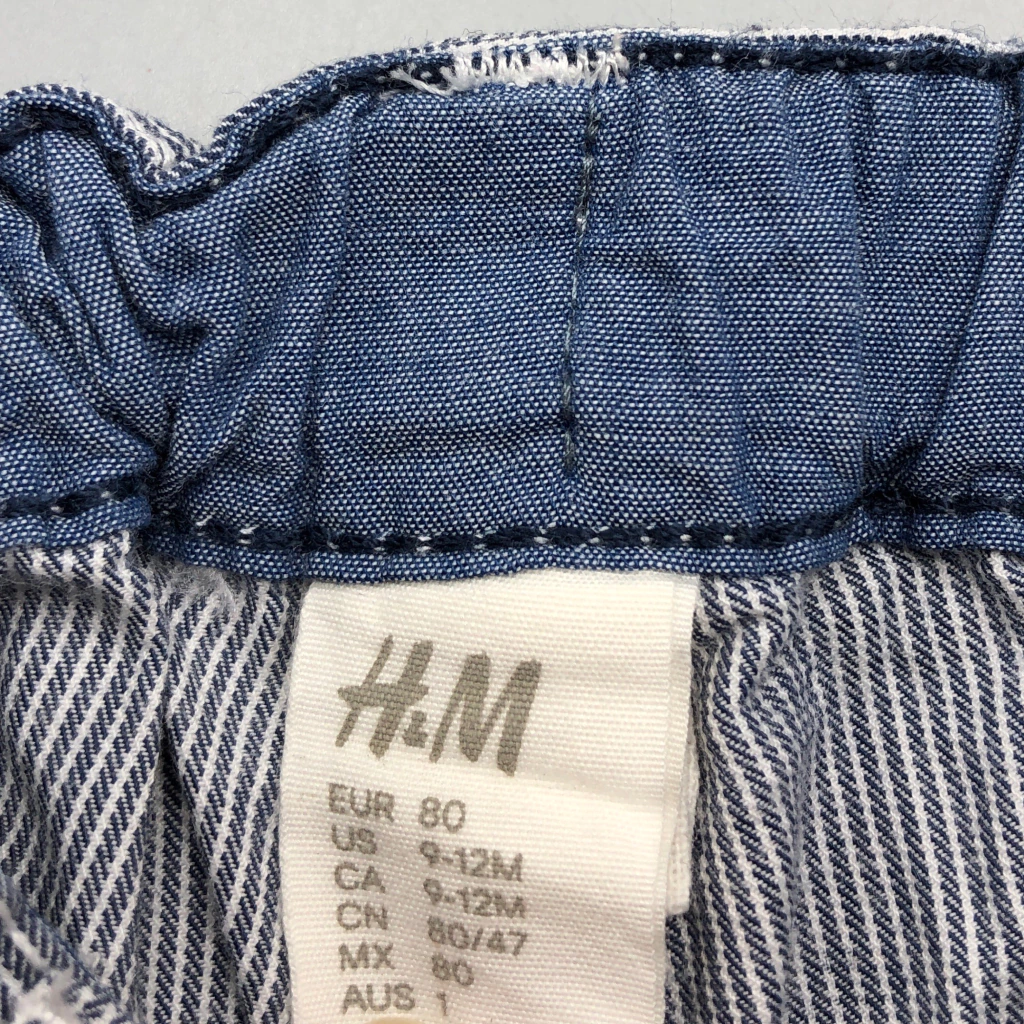 H&M
EUR 80
US 9-12M
CA 9-12M
CN 80/47
MX 80
AUS 1